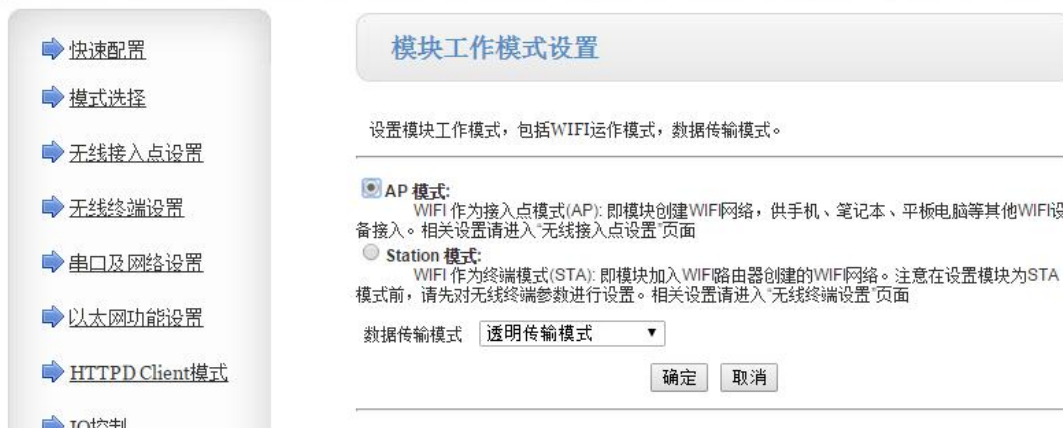 快速配置
模式选择
无线接入点设置
无线终端设置
串口及网络设置
以太网功能设置
HTTPD Client模式
IO控制
模块工作模式设置
设置模块工作模式，包括WIFI运作模式，数据传输模式。
AP 模式:
WIFI 作为接入点模式(AP): 即模块创建WIFI网络，供手机、笔记本、平板电脑等其他WIFI设
备接入。相关设置请进入“无线接入点设置”页面
Station 模式:
WIFI 作为终端模式(STA): 即模块加入WIFI路由器创建的WIFI网络。注意在设置模块为STA
模式前，请先对无线终端参数进行设置。相关设置请进入“无线终端设置”页面
数据传输模式 透明传输模式
确定 取消